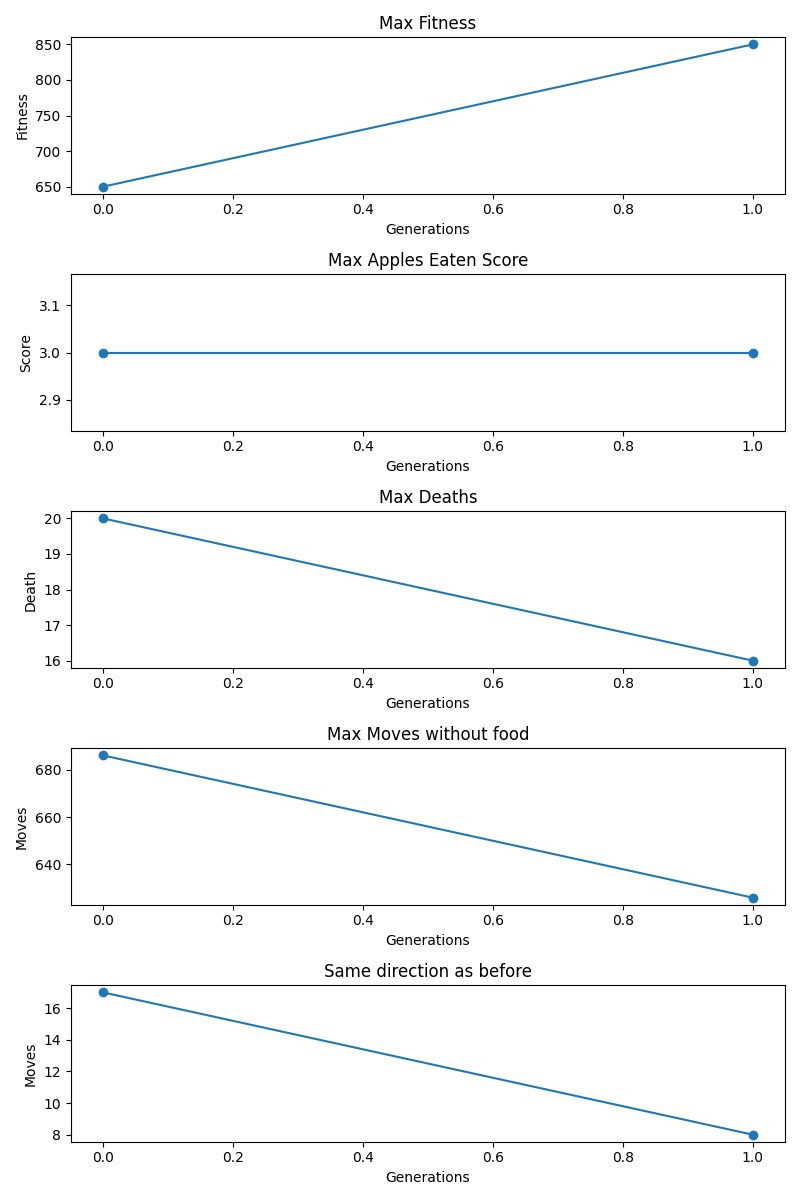 Max Fitness
850
800
750
700
650
Fitness
0.0 0.2 0.4 0.6 0.8 1.0
Generations
Max Apples Eaten Score
3.1
3.0
2.9
Score
0.0 0.2 0.4 0.6 0.8 1.0
Generations
Max Deaths
20
19
18
17
16
Death
0.0 0.2 0.4 0.6 0.8 1.0
Generations
Max Moves without food
680
660
640
Moves
0.0 0.2 0.4 0.6 0.8 1.0
Generations
Same direction as before
16
14
12
10
8
Moves
0.0 0.2 0.4 0.6 0.8 1.0
Generations